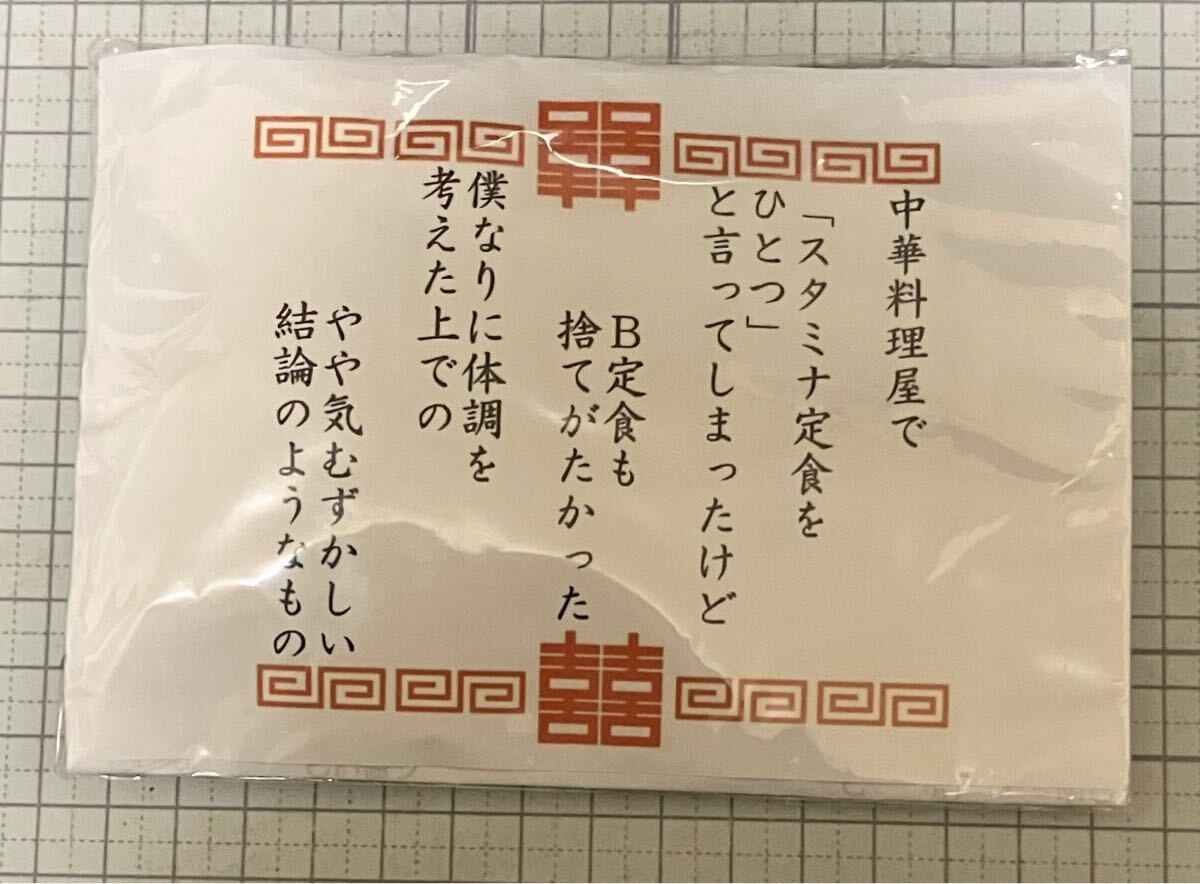 中華料理屋で
「スタミナ定食を
ひとつ」
と言ってしまったけど
B定食も
捨てがたかった
僕なりに体調を
考えた上での
やや気むずかしい
結論のようなもの